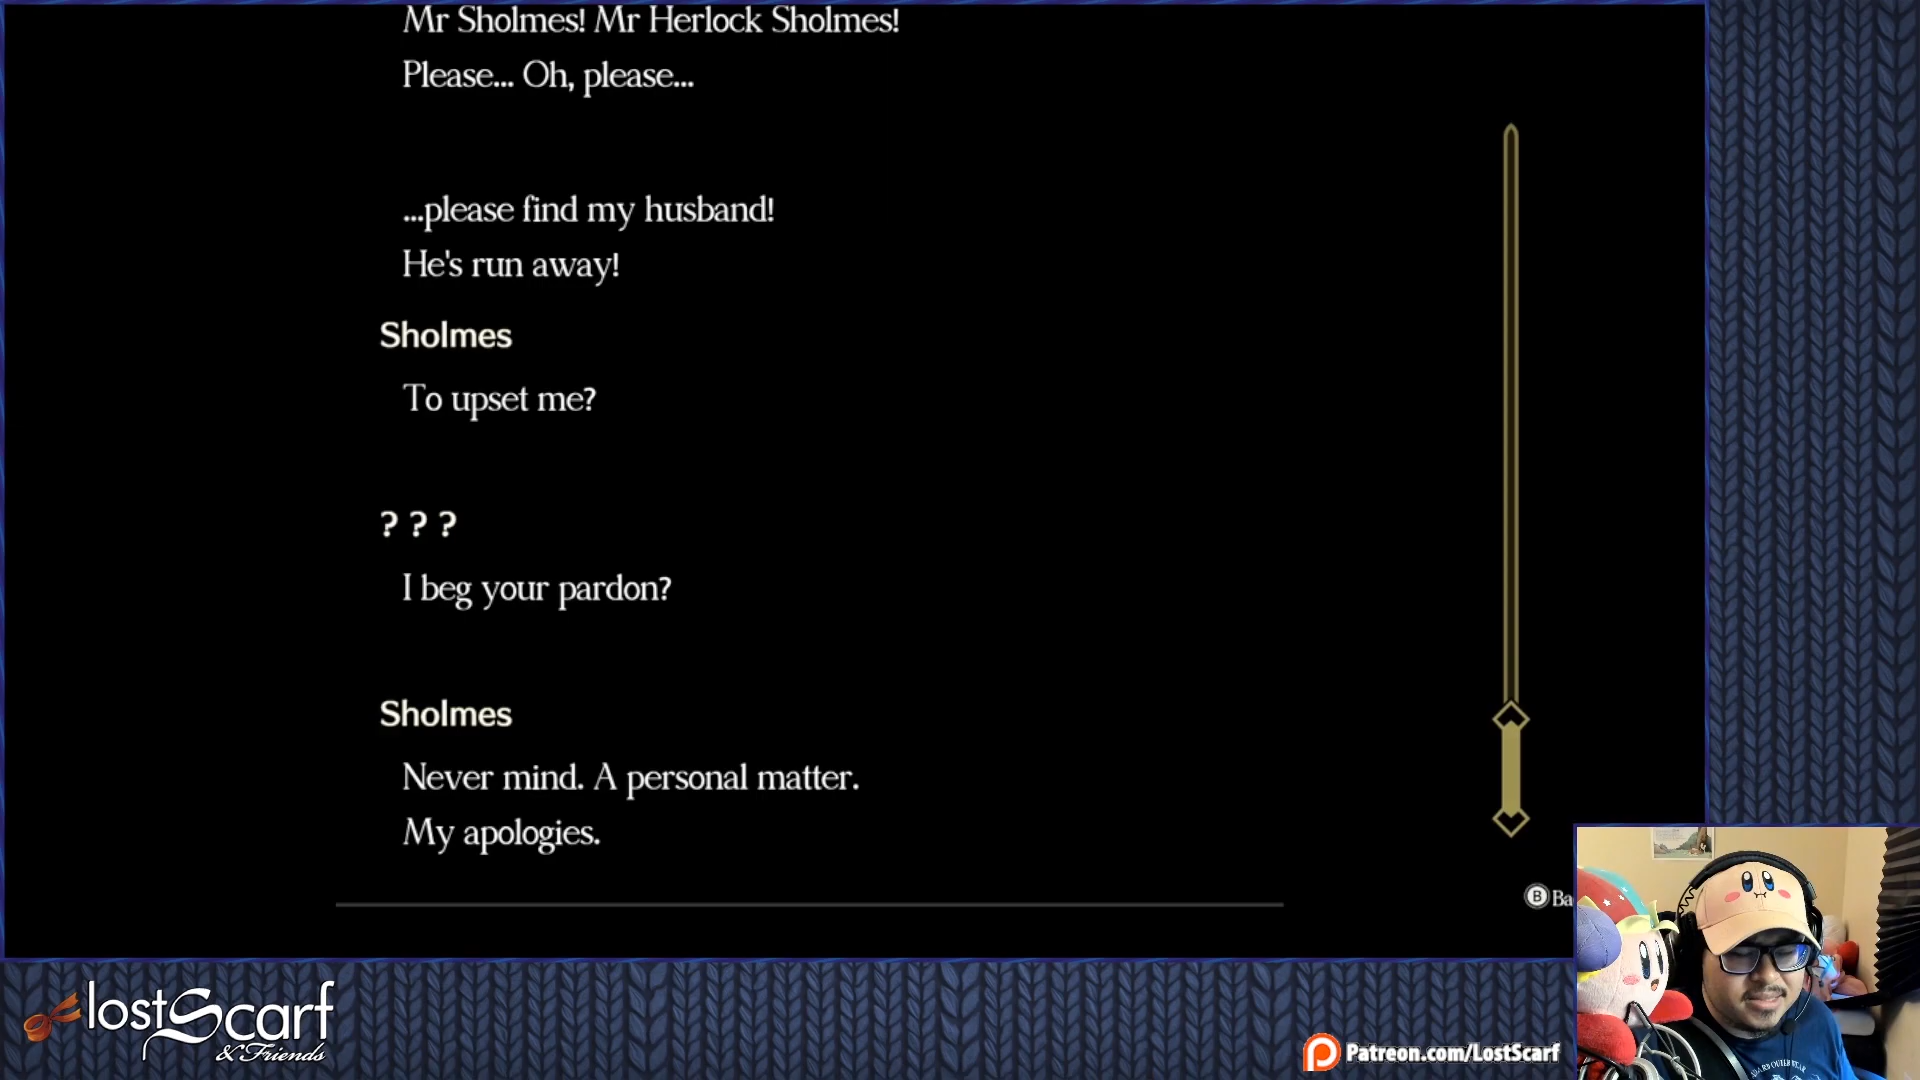 Mr Sholmes! Mr Herlock Sholmes!
Please... Oh, please...
...please find my husband!
He's run away!
Sholmes
To upset me?
? ? ?
I beg your pardon?
Sholmes
Never mind. A personal matter.
My apologies.
B Ba
lostScarf
& Friends
Patreon.com/LostScarf